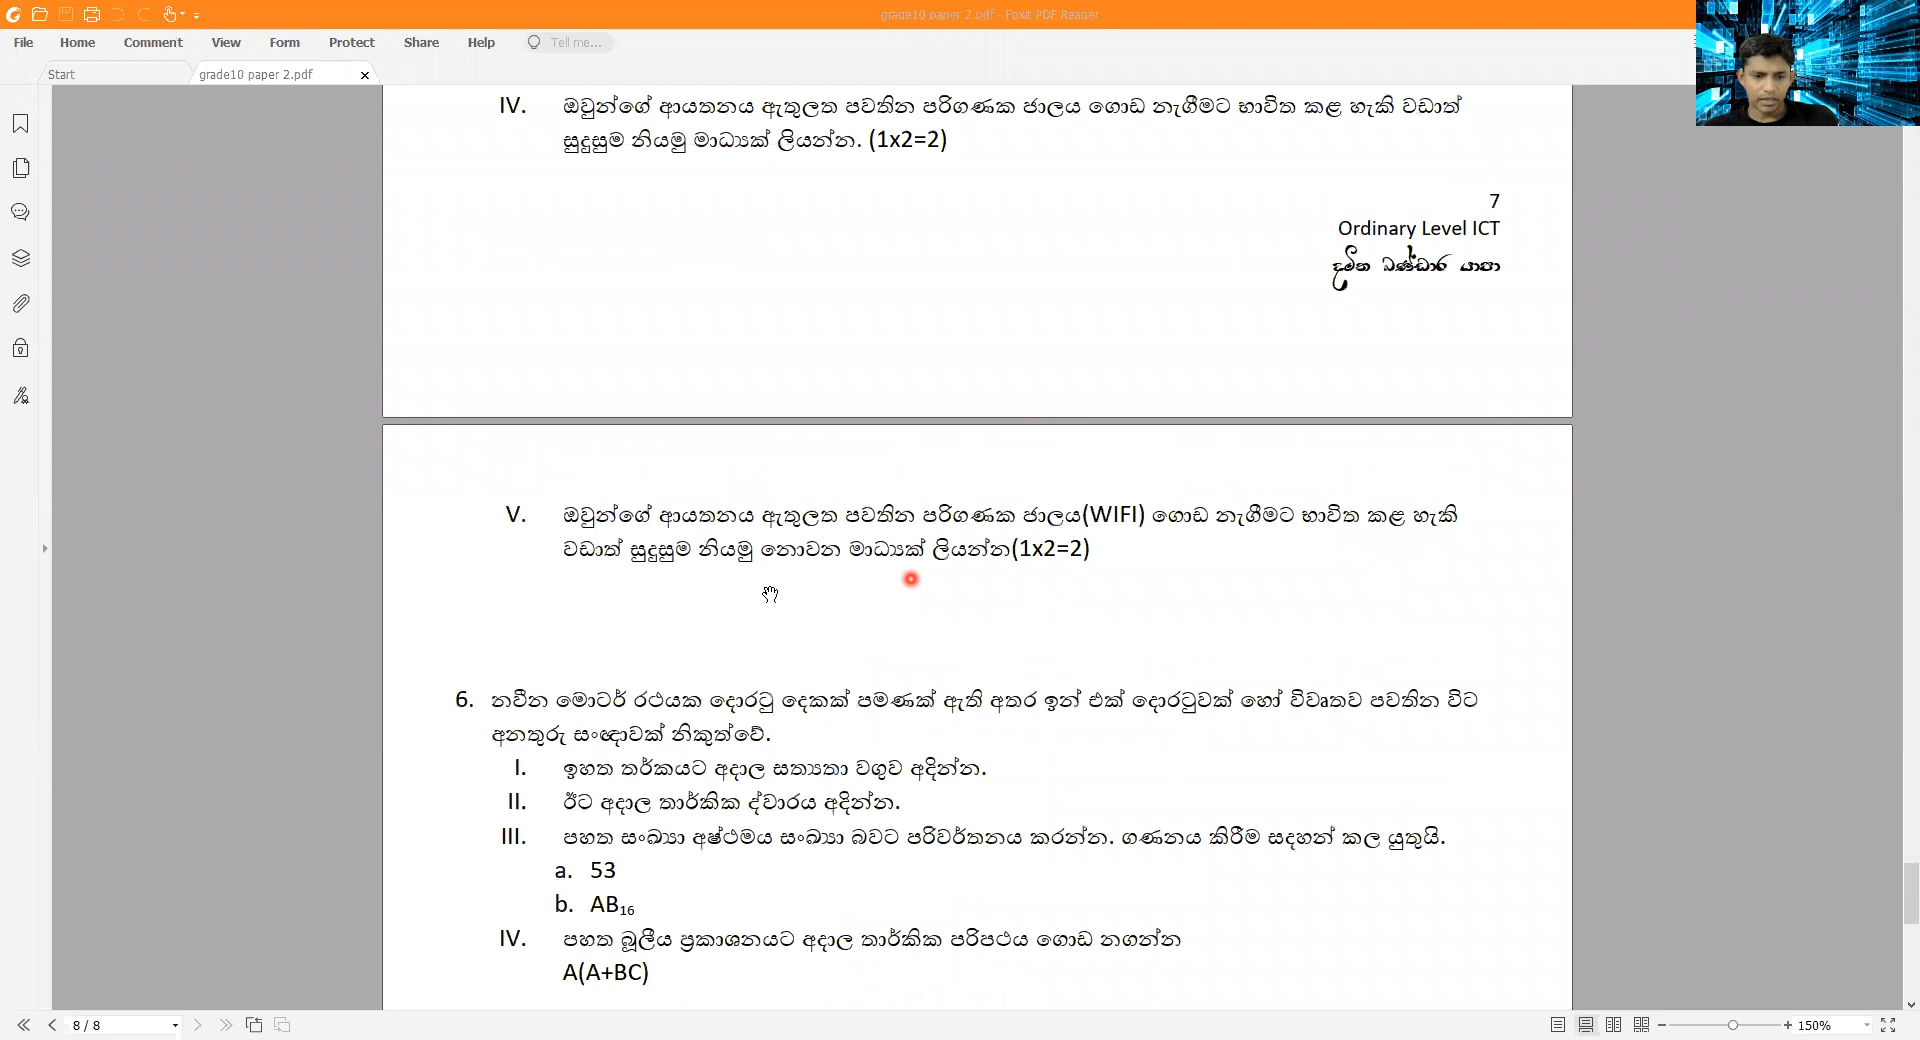 grade10 paper 2.pdf - Foxit PDF Reader
File Home Comment View Form Protect Share Help Tell me...
Start grade10 paper 2.pdf
IV. ඔවුන්ගේ ආයතනය ඇතුලත පවතින පරිගණක ජාලය ගොඩ නැගීමට භාවිත කළ හැකි වඩාත්
සුදුසුම නියමු මාධ්‍යක් ලියන්න. (1x2=2)
7
Ordinary Level ICT
දමිත බණ්ඩාර යාපා
V. ඔවුන්ගේ ආයතනය ඇතුලත පවතින පරිගණක ජාලය(WIFI) ගොඩ නැගීමට භාවිත කළ හැකි
වඩාත් සුදුසුම නියමු නොවන මාධ්‍යක් ලියන්න(1x2=2)
6. නවීන මොටර් රථයක දොරටු දෙකක් පමණක් ඇති අතර ඉන් එක් දොරටුවක් හෝ විවෘතව පවතින විට
අනතුරු සංඥාවක් නිකුත්වේ.
I. ඉහත තර්කයට අදාල සත්‍යතා වගුව අදින්න.
II. ඊට අදාල තාර්කික ද්වාරය අදින්න.
III. පහත සංඛ්‍යා අෂ්ථමය සංඛ්‍යා බවට පරිවර්තනය කරන්න. ගණනය කිරීම සඳහන් කල යුතුයි.
a. 53
b. AB₁₆
IV. පහත බූලීය ප්‍රකාශනයට අදාල තාර්කික පරිපථය ගොඩ නගන්න
A(A+BC)
8 / 8 150%